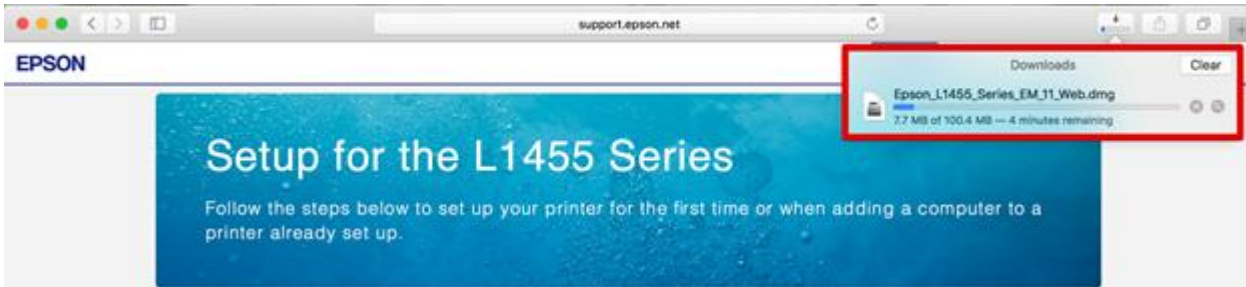 support.epson.net
EPSON
Downloads
Clear
Epson_L1455_Series_EM_11_Web.dmg
7.7 MB of 100.4 MB — 4 minutes remaining
Setup for the L1455 Series
Follow the steps below to set up your printer for the first time or when adding a computer to a
printer already set up.